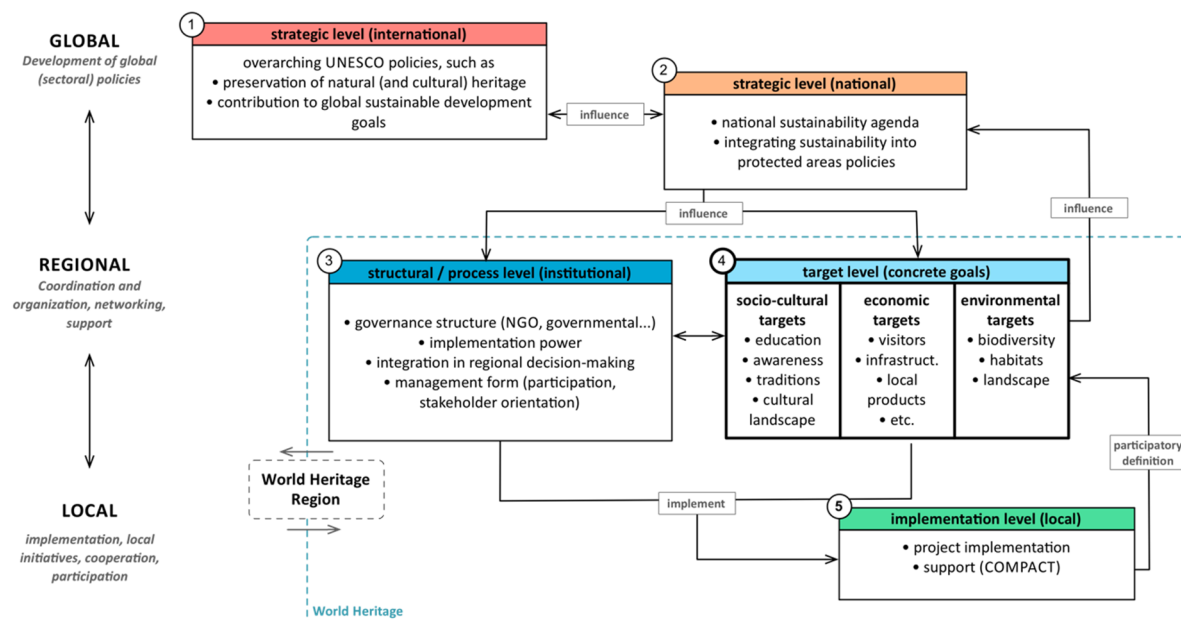 GLOBAL
Development of global
(sectoral) policies
REGIONAL
Coordination and
organization, networking,
support
LOCAL
implementation, local
initiatives, cooperation,
participation
1
strategic level (international)
overarching UNESCO policies, such as
• preservation of natural (and cultural) heritage
• contribution to global sustainable development
goals
influence
2
strategic level (national)
• national sustainability agenda
• integrating sustainability into
protected areas policies
influence
influence
3
structural / process level (institutional)
• governance structure (NGO, governmental...)
• implementation power
• integration in regional decision-making
• management form (participation,
stakeholder orientation)
4
target level (concrete goals)
socio-cultural
targets
• education
• awareness
• traditions
• cultural
landscape
economic
targets
• visitors
• infrastruct.
• local
products
• etc.
environmental
targets
• biodiversity
• habitats
• landscape
participatory
definition
World Heritage
Region
implement
5
implementation level (local)
• project implementation
• support (COMPACT)
World Heritage